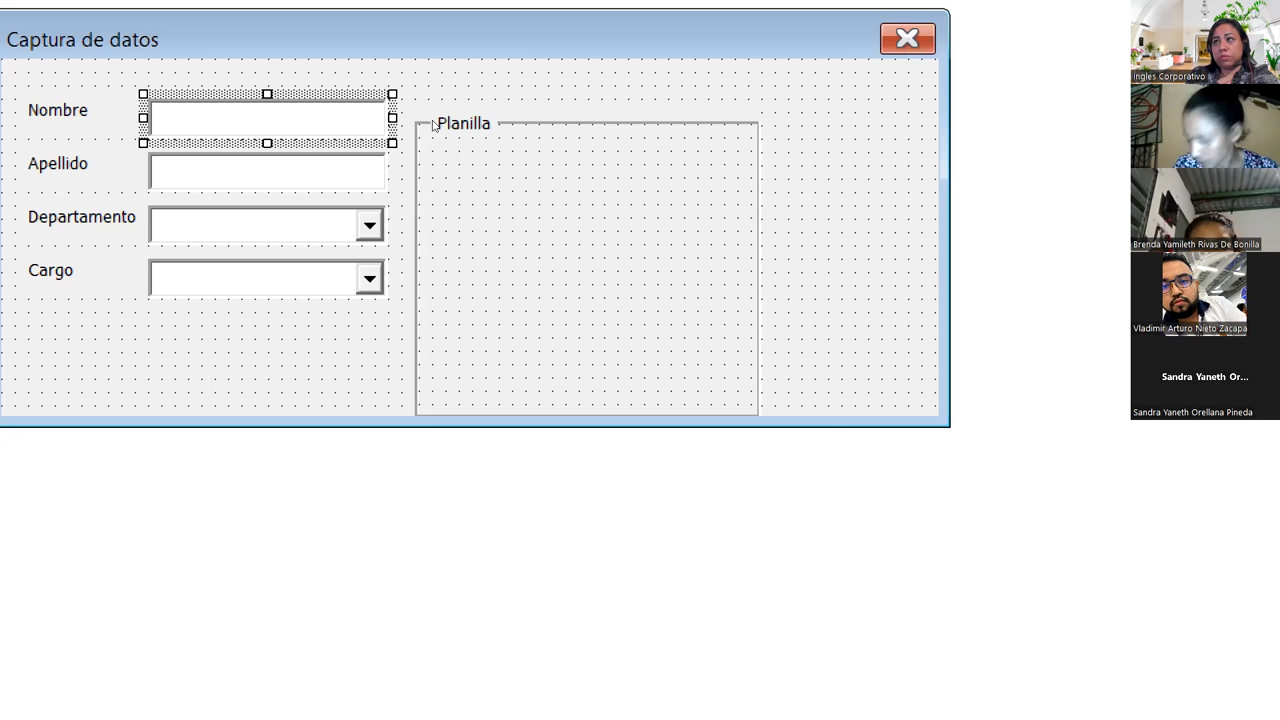 Captura de datos
Nombre
Apellido
Departamento
Cargo
Planilla
Ingles Corporativo
Brenda Yamileth Rivas De Bonilla
Vladimir Arturo Nieto Zacapa
Sandra Yaneth Or...
Sandra Yaneth Orellana Pineda